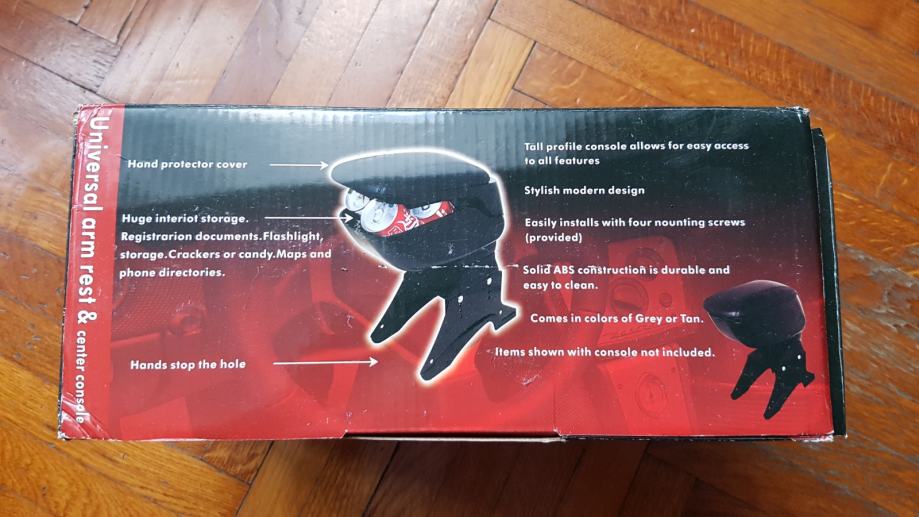 Universal arm rest & center console
Hand protector cover
Huge interiot storage.
Registrarion documents.Flashlight,
storage.Crackers or candy.Maps and
phone directories.
Hands stop the hole
Tall profile console allows for easy access
to all features
Stylish modern design
Easily installs with four nounting screws
(provided)
Solid ABS construction is durable and
easy to clean.
Comes in colors of Grey or Tan.
Items shown with console not included.